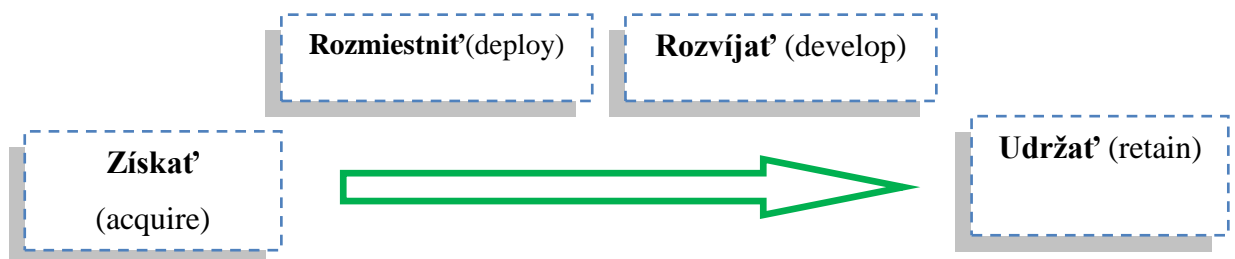 Rozmiestniť(deploy)
Rozvíjať (develop)
Získať
(acquire)
Udržať (retain)